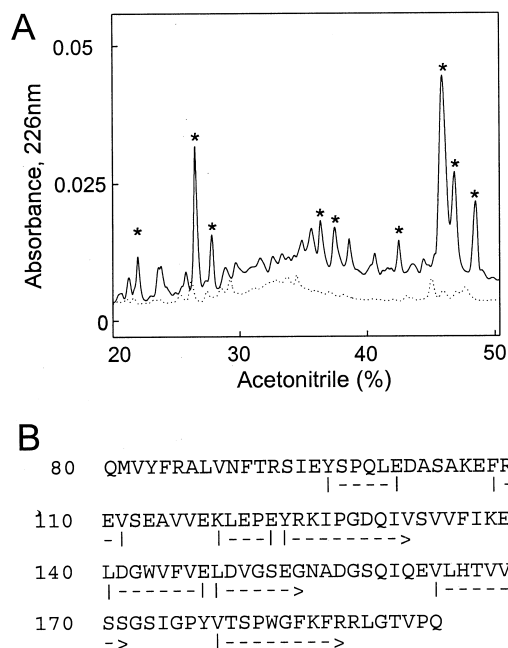 A
Absorbance, 226nm
0.05
0.025
0
20 30 40 50
Acetonitrile (%)
B
80 QMVYFRALVNFTRSIEYSPQLEDASAKEFR
110 EVSEAVVEKLEPEYRKIPGDQIVSVVFIKE
140 LDGWVFVELDVGSEGNADGSQIQEVLHTVV
170 SSGSIGPYVTSPWGFKFRRLGTVPQ